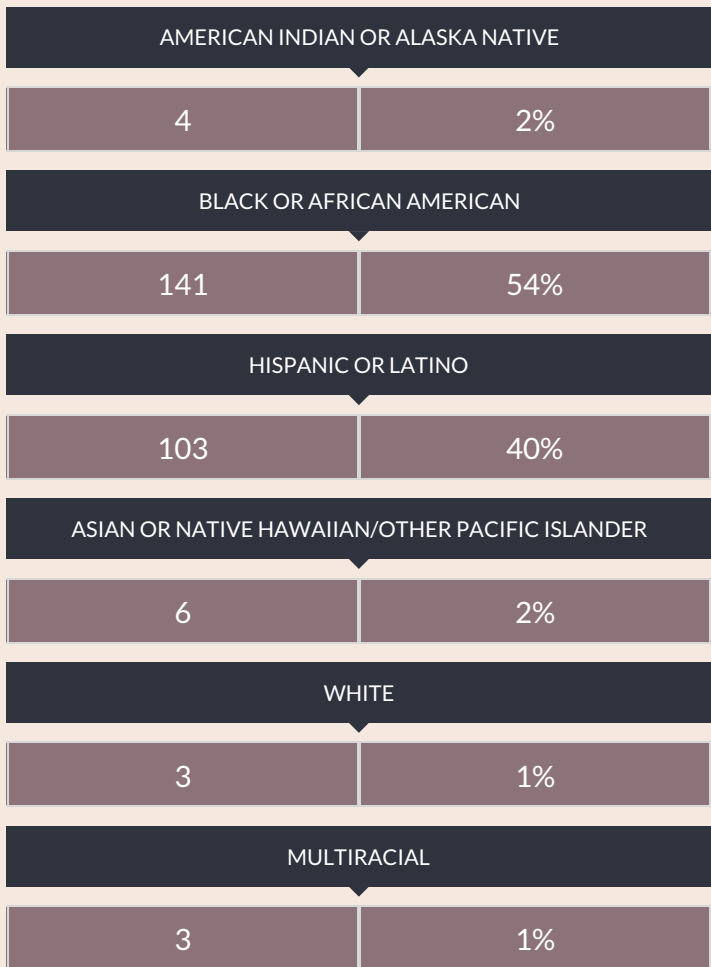 AMERICAN INDIAN OR ALASKA NATIVE
4 2%
BLACK OR AFRICAN AMERICAN
141 54%
HISPANIC OR LATINO
103 40%
ASIAN OR NATIVE HAWAIIAN/OTHER PACIFIC ISLANDER
6 2%
WHITE
3 1%
MULTIRACIAL
3 1%